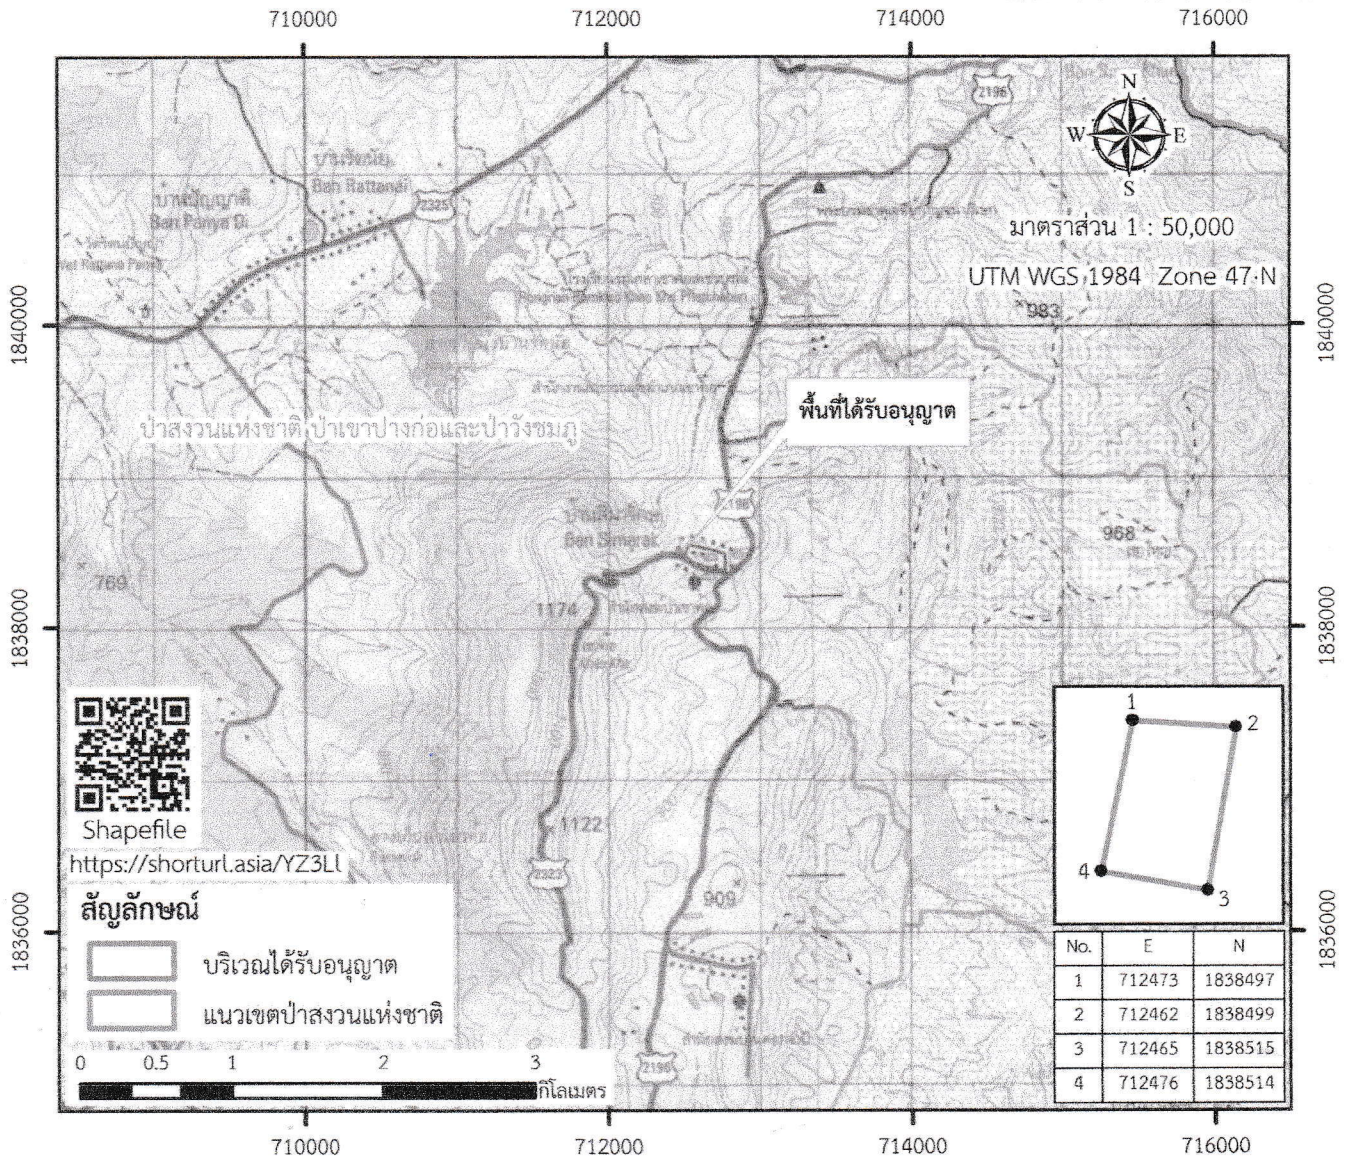 710000 712000 714000 716000
2196
N
W E
S
บ้านรัตนัย
Ban Rattanai
2325
บ้านปัญญาดี
Ban Panya Di
มาตราส่วน 1 : 50,000
UTM WGS 1984 Zone 47 N
983
1840000 1840000
พื้นที่ได้รับอนุญาต
ป่าสงวนแห่งชาติ ป่าเขาปางก่อและป่าวังชมภู
2196
Ban Simarak
968
769
1174
1838000 1838000
1 2
4 3
Shapefile
https://shorturl.asia/YZ3Ll
1122
2323
909
สัญลักษณ์
บริเวณได้รับอนุญาต
แนวเขตป่าสงวนแห่งชาติ
1836000 1836000
No. E N
1 712473 1838497
2 712462 1838499
3 712465 1838515
4 712476 1838514
2196
0 0.5 1 2 3
กิโลเมตร
710000 712000 714000 716000